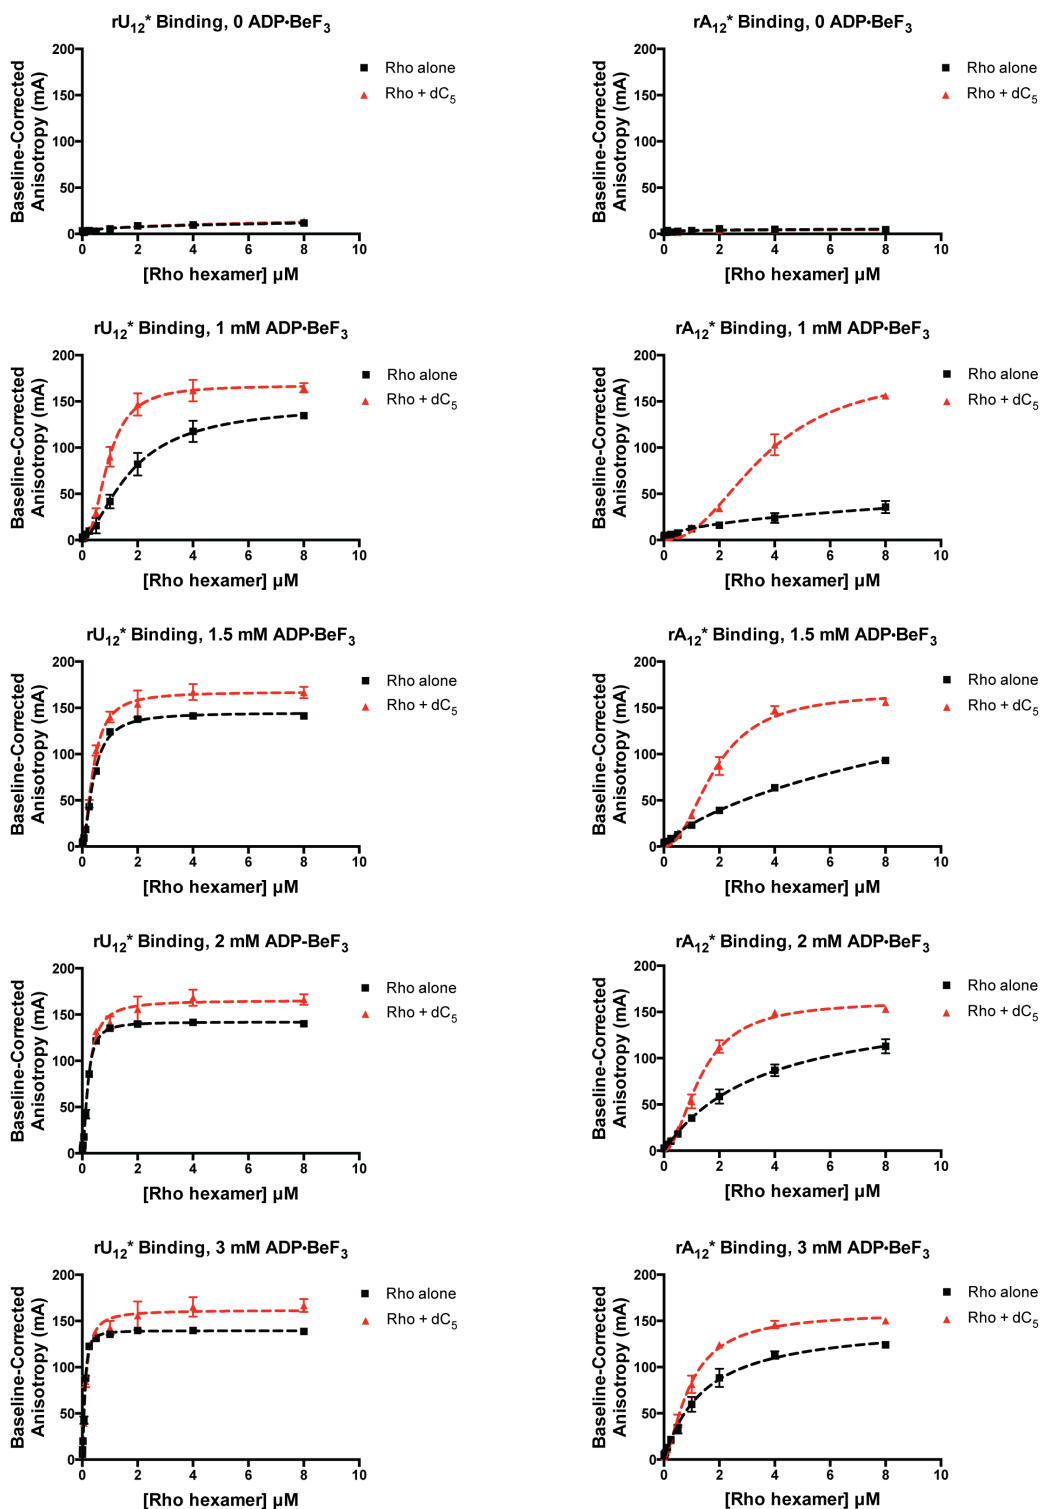 rU12* Binding, 0 ADP•BeF3
200
150
100
50
0
0 2 4 6 8 10
Baseline-Corrected
Anisotropy (mA)
[Rho hexamer] µM
Rho alone
Rho + dC5
rA12* Binding, 0 ADP•BeF3
200
150
100
50
0
0 2 4 6 8 10
Baseline-Corrected
Anisotropy (mA)
[Rho hexamer] µM
Rho alone
Rho + dC5
rU12* Binding, 1 mM ADP•BeF3
200
150
100
50
0
0 2 4 6 8 10
Baseline-Corrected
Anisotropy (mA)
[Rho hexamer] µM
Rho alone
Rho + dC5
rA12* Binding, 1 mM ADP•BeF3
200
150
100
50
0
0 2 4 6 8 10
Baseline-Corrected
Anisotropy (mA)
[Rho hexamer] µM
Rho alone
Rho + dC5
rU12* Binding, 1.5 mM ADP•BeF3
200
150
100
50
0
0 2 4 6 8 10
Baseline-Corrected
Anisotropy (mA)
[Rho hexamer] µM
Rho alone
Rho + dC5
rA12* Binding, 1.5 mM ADP•BeF3
200
150
100
50
0
0 2 4 6 8 10
Baseline-Corrected
Anisotropy (mA)
[Rho hexamer] µM
Rho alone
Rho + dC5
rU12* Binding, 2 mM ADP-BeF3
200
150
100
50
0
0 2 4 6 8 10
Baseline-Corrected
Anisotropy (mA)
[Rho hexamer] µM
Rho alone
Rho + dC5
rA12* Binding, 2 mM ADP•BeF3
200
150
100
50
0
0 2 4 6 8 10
Baseline-Corrected
Anisotropy (mA)
[Rho hexamer] µM
Rho alone
Rho + dC5
rU12* Binding, 3 mM ADP•BeF3
200
150
100
50
0
0 2 4 6 8 10
Baseline-Corrected
Anisotropy (mA)
[Rho hexamer] µM
Rho alone
Rho + dC5
rA12* Binding, 3 mM ADP•BeF3
200
150
100
50
0
0 2 4 6 8 10
Baseline-Corrected
Anisotropy (mA)
[Rho hexamer] µM
Rho alone
Rho + dC5